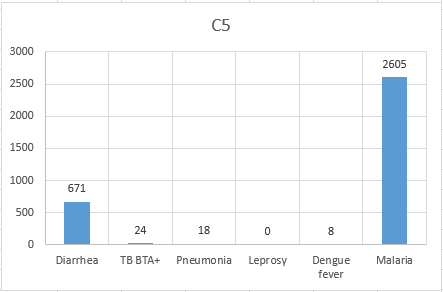 C5
3000
2500
2000
1500
1000
500
0
671
24
18
0
8
2605
Diarrhea
TB BTA+
Pneumonia
Leprosy
Dengue
fever
Malaria